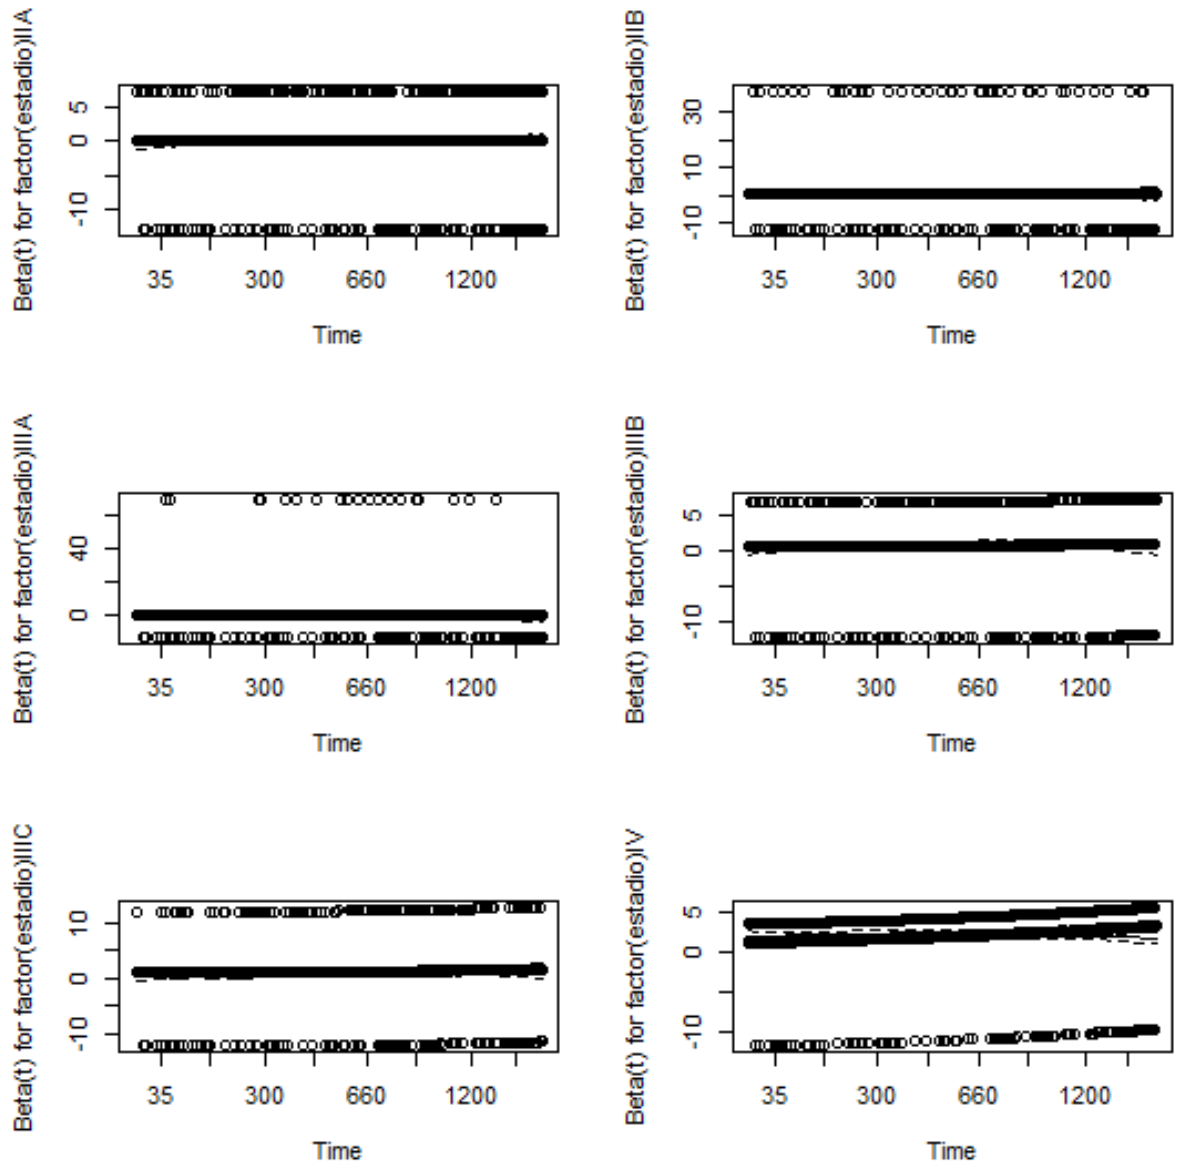 Beta(t) for factor(estadio)IIA
5
0
-10
35 300 660 1200
Time
Beta(t) for factor(estadio)IIB
30
10
-10
35 300 660 1200
Time
Beta(t) for factor(estadio)IIIA
40
0
35 300 660 1200
Time
Beta(t) for factor(estadio)IIIB
5
0
-10
35 300 660 1200
Time
Beta(t) for factor(estadio)IIIC
10
0
-10
35 300 660 1200
Time
Beta(t) for factor(estadio)IV
5
0
-10
35 300 660 1200
Time